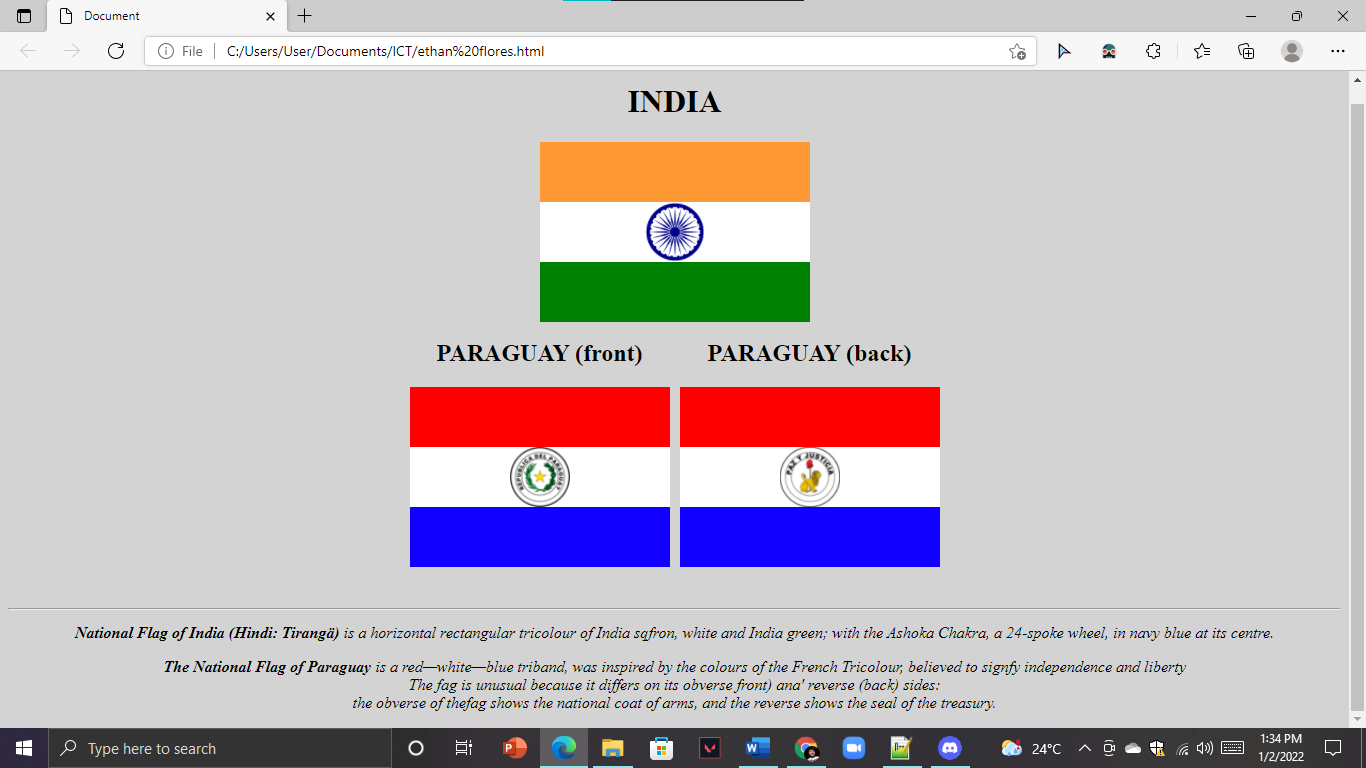 Document
File
C:/Users/User/Documents/ICT/ethan%20flores.html
INDIA
PARAGUAY (front) PARAGUAY (back)
REPUBLICA DEL PARAGUAY
PAZ Y JUSTICIA
National Flag of India (Hindi: Tirangä) is a horizontal rectangular tricolour of India sqfron, white and India green; with the Ashoka Chakra, a 24-spoke wheel, in navy blue at its centre.
The National Flag of Paraguay is a red—white—blue triband, was inspired by the colours of the French Tricolour, believed to signfy independence and liberty
The fag is unusual because it differs on its obverse front) ana' reverse (back) sides:
the obverse of thefag shows the national coat of arms, and the reverse shows the seal of the treasury.
Type here to search
24°C
1:34 PM
1/2/2022